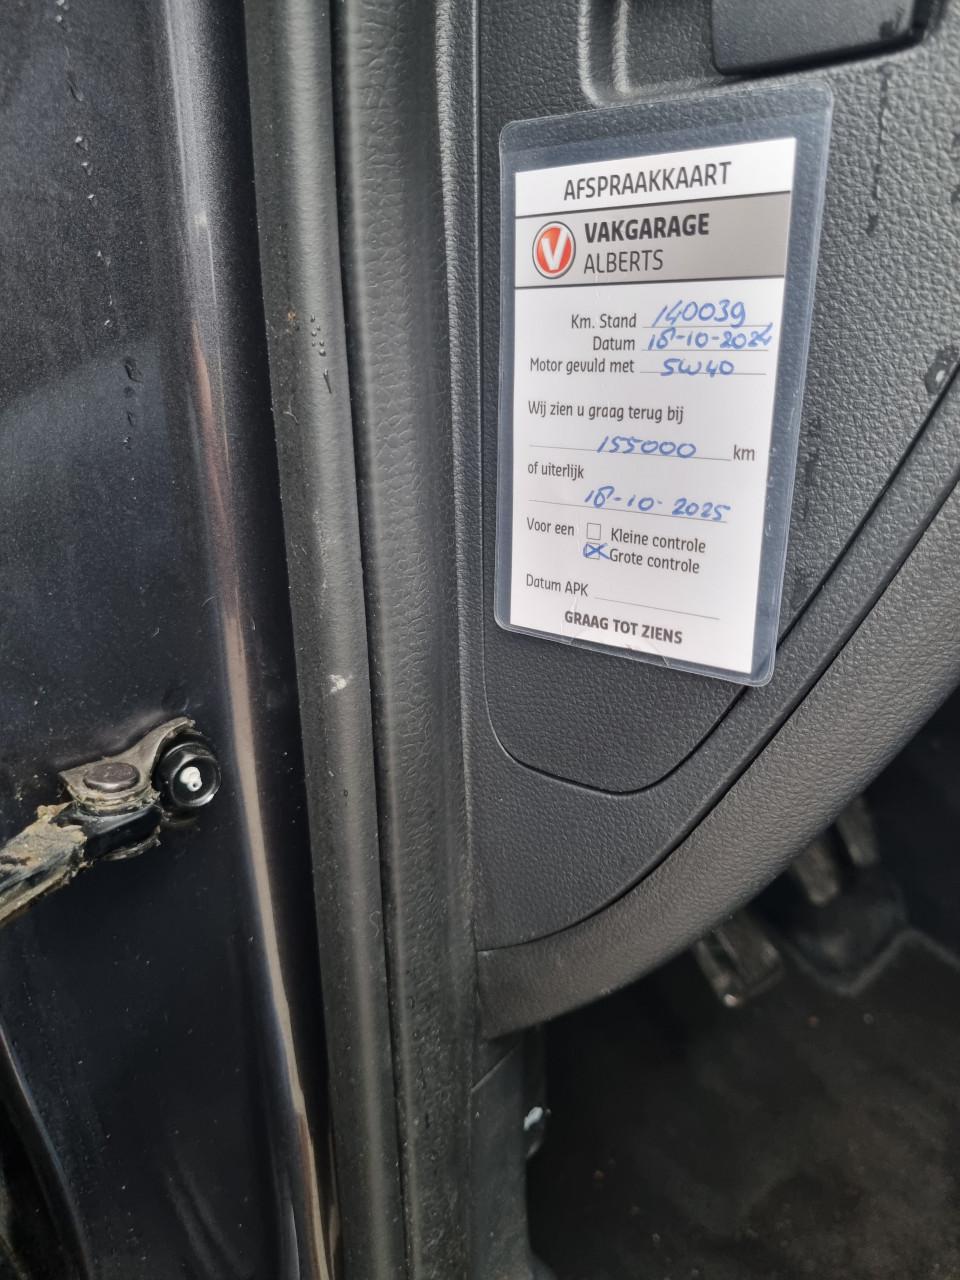 AFSPRAAKKAART
V VAKGARAGE
ALBERTS
Km. Stand 140039
Datum 18-10-2024
Motor gevuld met 5W40
Wij zien u graag terug bij
155000 km
of uiterlijk
18-10-2025
Voor een Kleine controle
Grote controle
Datum APK
GRAAG TOT ZIENS